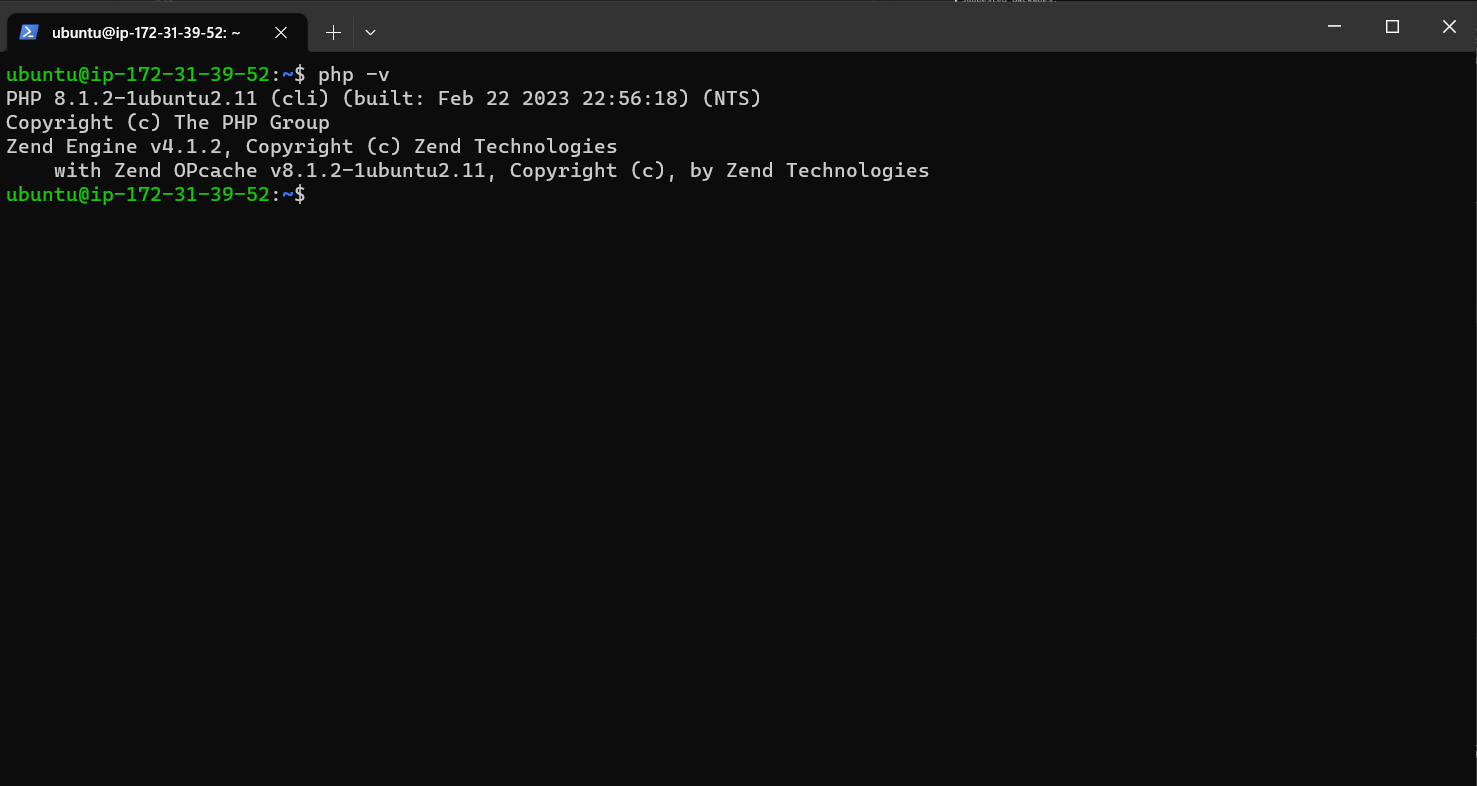 ubuntu@ip-172-31-39-52: ~
ubuntu@ip-172-31-39-52:~$ php -v
PHP 8.1.2-1ubuntu2.11 (cli) (built: Feb 22 2023 22:56:18) (NTS)
Copyright (c) The PHP Group
Zend Engine v4.1.2, Copyright (c) Zend Technologies
    with Zend OPcache v8.1.2-1ubuntu2.11, Copyright (c), by Zend Technologies
ubuntu@ip-172-31-39-52:~$